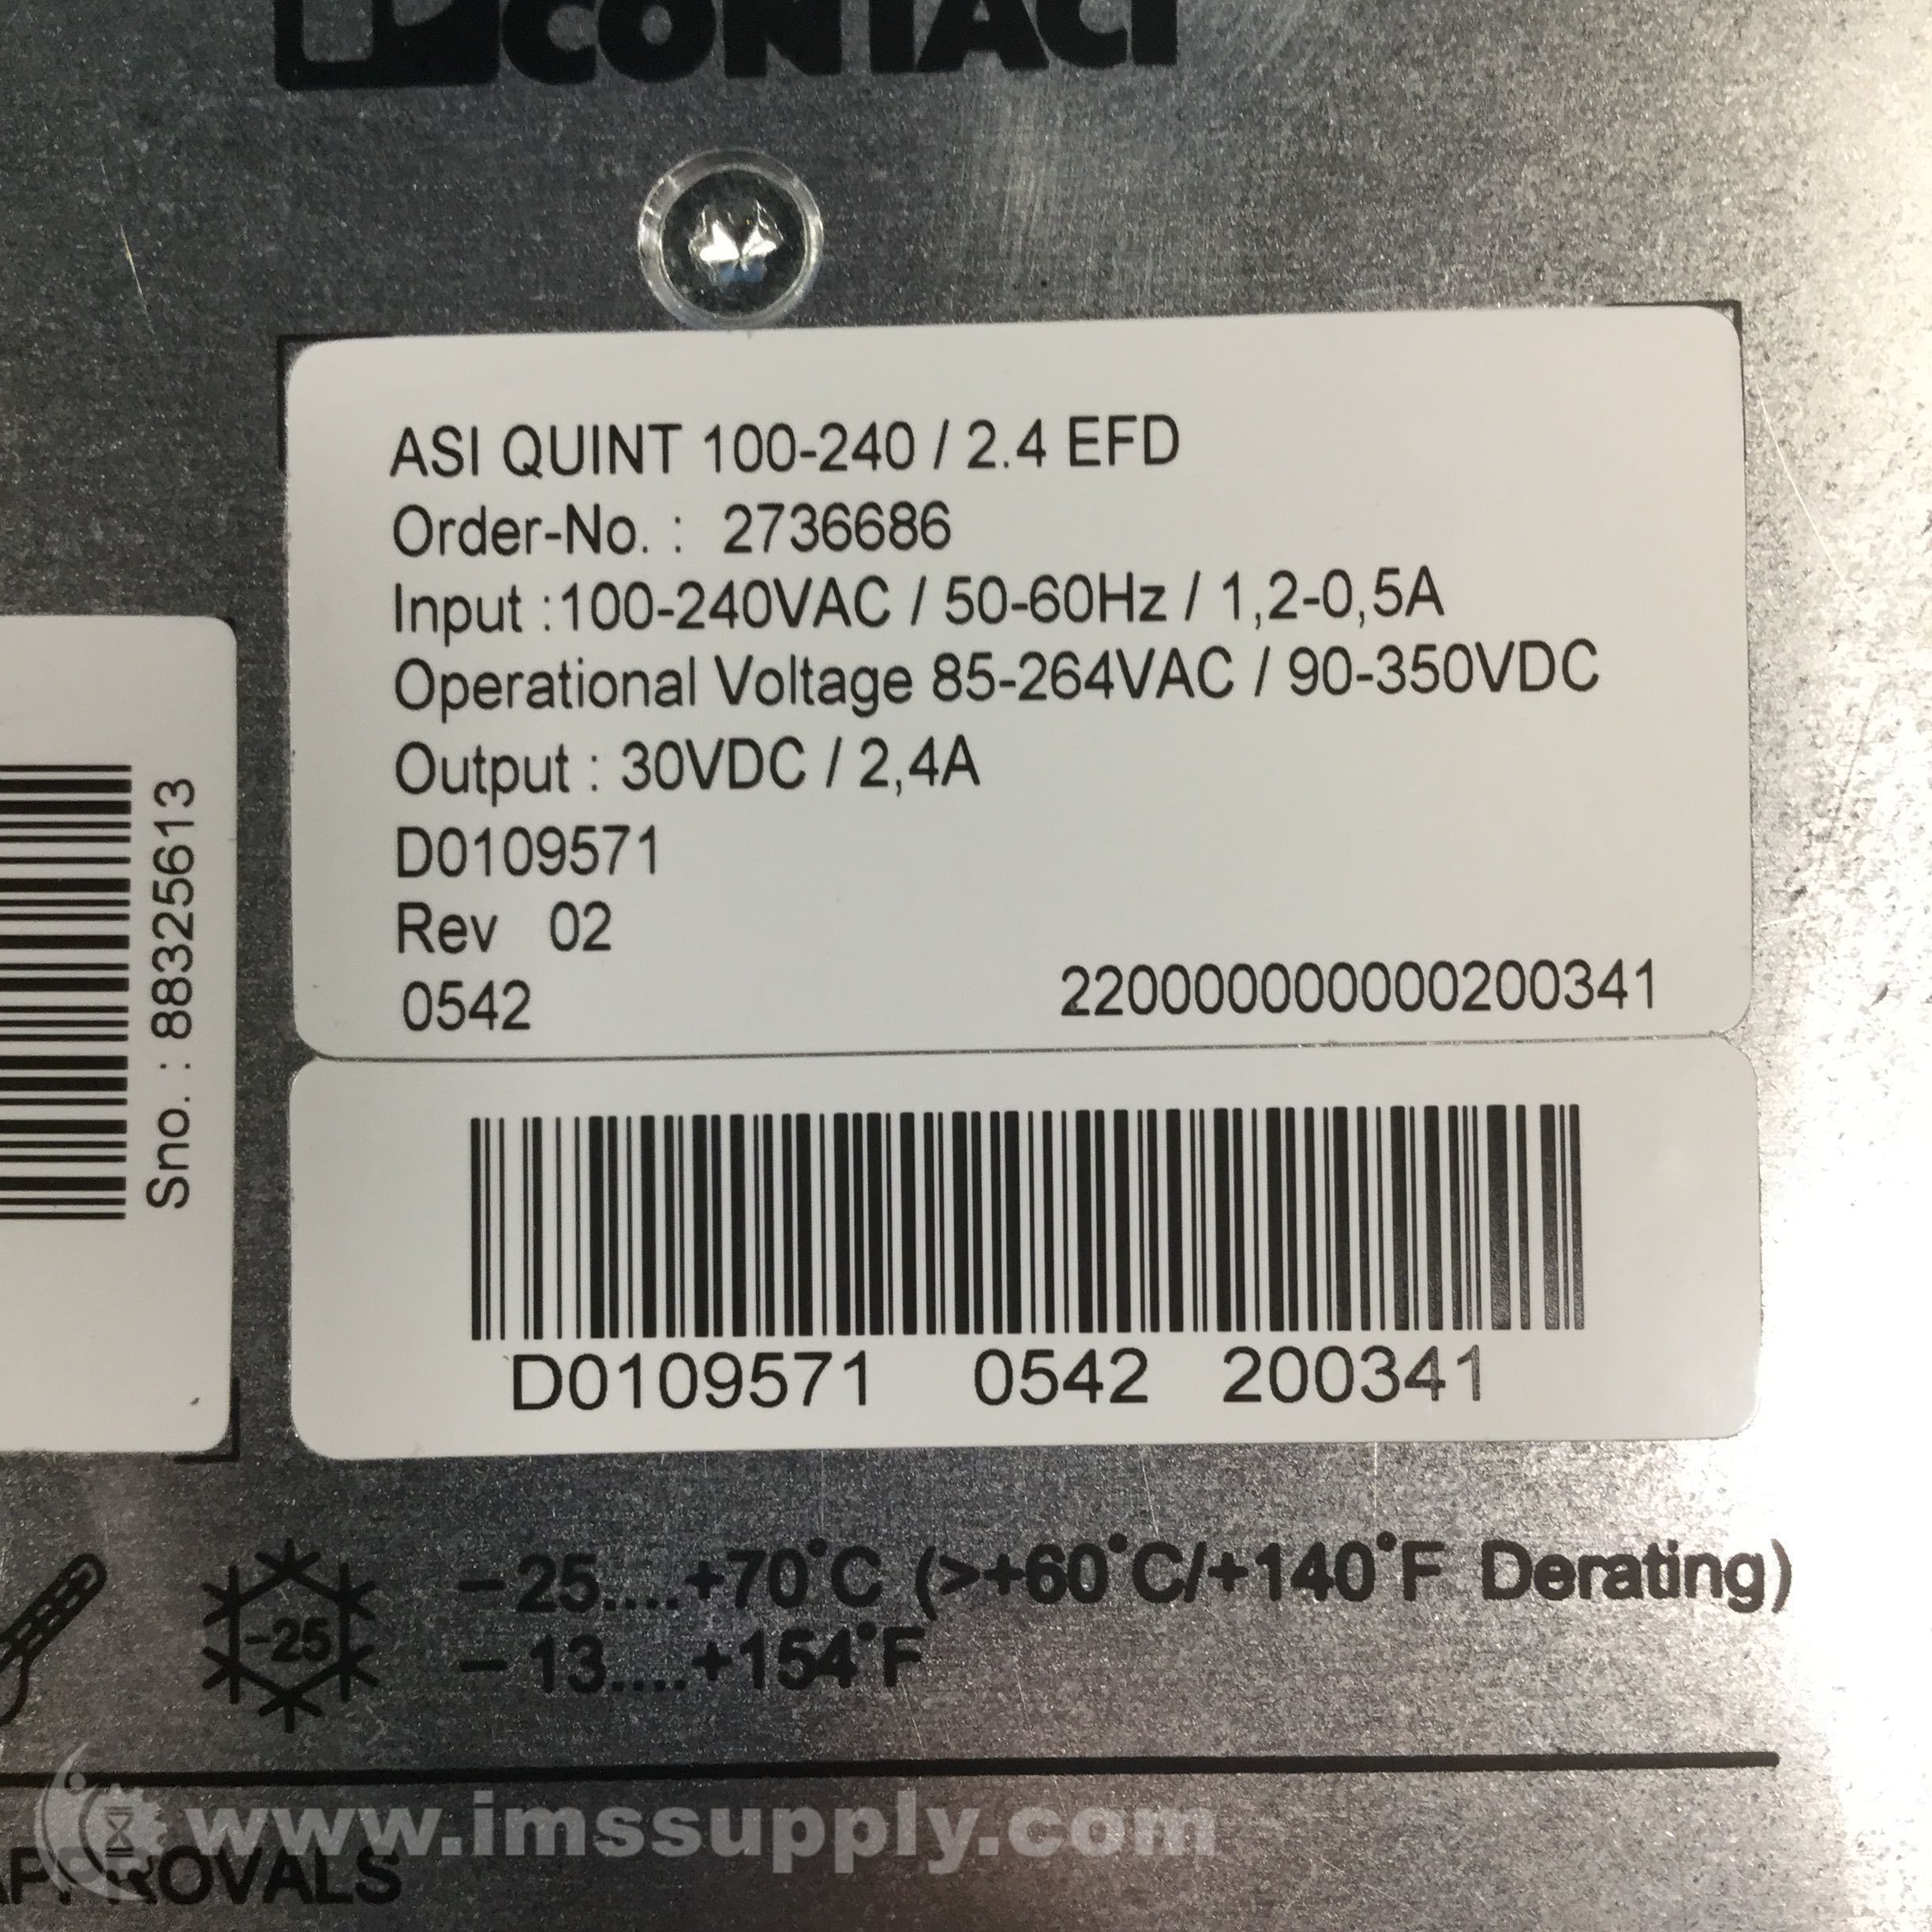 CONTACT
ASI QUINT 100-240 / 2.4 EFD
Order-No. : 2736686
Input :100-240VAC / 50-60Hz / 1,2-0,5A
Operational Voltage 85-264VAC / 90-350VDC
Output : 30VDC / 2,4A
D0109571
Rev 02
0542
220000000000200341
Sno. : 88325613
D0109571 0542 200341
-25
–25....+70°C (>+60°C/+140°F Derating)
–13....+154°F
www.imssupply.com
APPROVALS